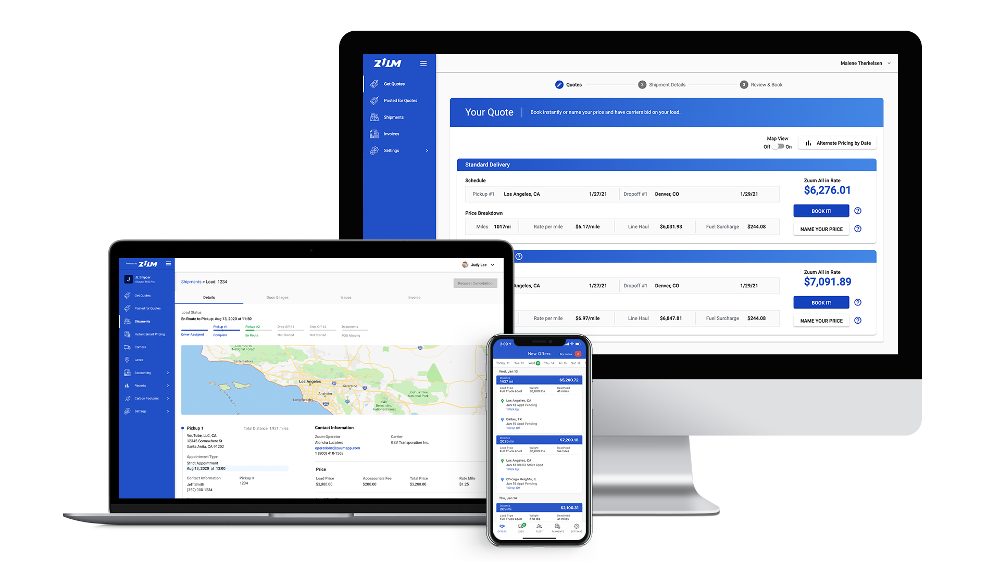 ZUUM
Malene Therkelsen
Get Quotes
Posted for Quotes
Shipments
Invoices
Settings
Quotes
2 Shipment Details
3 Review & Book
Your Quote
Book instantly or name your price and have carriers bid on your load.
Map View
Off On
Alternate Pricing by Date
Standard Delivery
Schedule
Pickup #1 Los Angeles, CA 1/27/21 Dropoff #1 Denver, CO 1/29/21
Zuum All in Rate
$6,276.01
BOOK IT! ?
NAME YOUR PRICE ?
Price Breakdown
Miles 1017mi Rate per mile $6.17/mile Line Haul $6,031.93 Fuel Surcharge $244.08
?
Angeles, CA 1/27/21 Dropoff #1 Denver, CO 1/29/21
Zuum All in Rate
$7,091.89
BOOK IT! ?
NAME YOUR PRICE ?
Rate per mile $6.97/mile Line Haul $6,847.81 Fuel Surcharge $244.08
Powered by ZUUM
Judy Lee
J JL Shipper
Shipper TMS Pro
Get Quotes
Posted for Quotes
Shipments
Instant Smart Pricing
Carriers
Lanes
Accounting
Reports
Carbon Footprint
Settings
Shipments > Load: 1234
Request Cancelation
Details
Docs & Iages
Issues
Invoice
Load Status
En Route to Pickup: Aug 13, 2020 at 11:50
Pickup #1 Pickup #2 Drop Off #1 Drop Off #2 Documents
Driver Assigned Complete En Route Not Started Not Started POD Missing
Los Padres
National Forest
Santa Barbara
Los Angeles
Riverside
Anaheim
Long Beach
Joshua Tree
National Park
San
Bernardino
National Forest
CHANNEL
Pickup 1 Total Distance: 1,931 miles
YouTube, LLC, CA
12345 Somewhere St
Santa Anita, CA 91202
Appointment Type
Strict Appointment
Aug 13, 2020 at 13:00
Contact Information Pickup #
Jeff Smith 1234
(352) 000-1234
Contact Information
Zuum Operator Carrier
Alondra Lucatero GSV Transporation Inc.
operations@zuumapp.com
1 (800) 410-1563
Price
Load Price Accessorials Fee Total Price Rate Mile
$3,000.00 $200.00 $3,200.00 $1.25
2:09
New Offers My Lanes 2
Today 11 Tue 12 Wed 13 Thu 14 Fri 15 Sat 16
Wed, Jan 13
Distance
1437 mi $5,200.72
Load Type Weight Deadhead
Full Truck Load 30,000 lbs 41 miles
Los Angeles, CA
Jan 13 Appt Pending
1 Pick Up
Dallas, TX
Jan 15 Appt Pending
1 Drop Off
Distance
2025 mi $7,200.18
Load Type Weight Deadhead
Full Truck Load 30,000 lbs 54 miles
Los Angeles, CA
Jan 13 09:00 Strict Appt
1 Pick Up
Chicago Heights, IL
Jan 15 Appt Pending
1 Drop Off
Thu, Jan 14
Distance
269 mi $2,100.31
Load Type Weight Deadhead
Full Truck Load 878 lbs 41 miles
OFFERS JOBS FLEET PAYMENTS SETTINGS